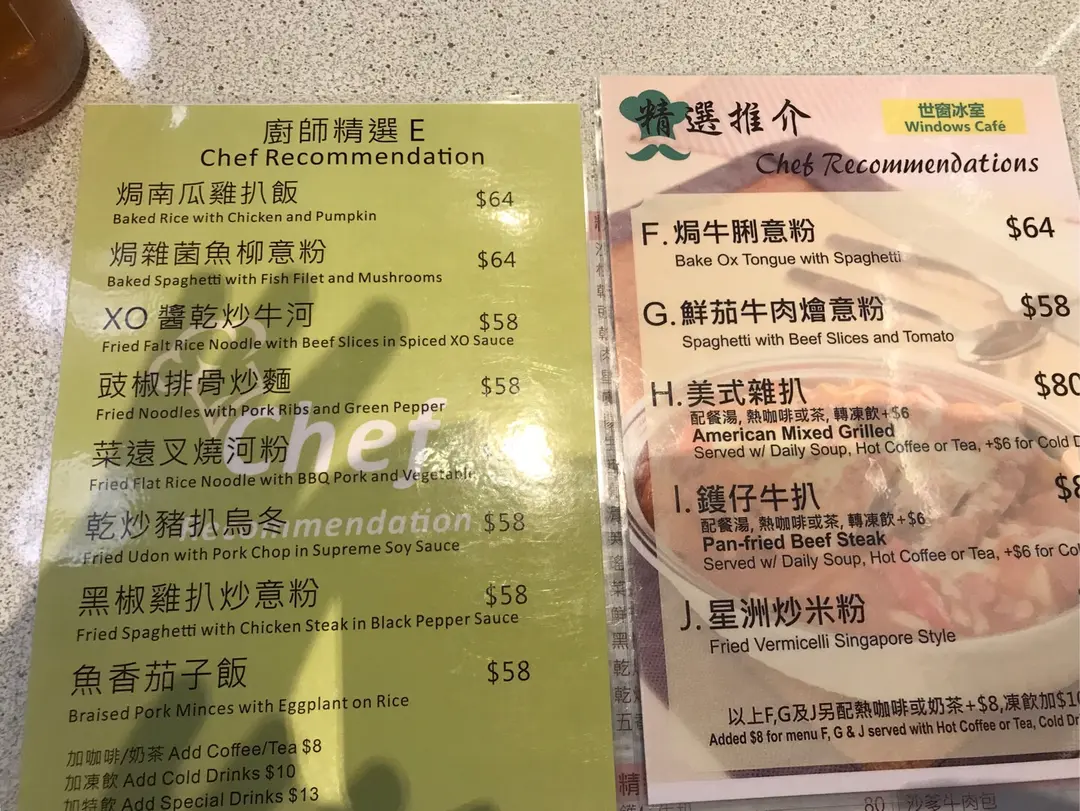 廚師精選 E
Chef Recommendation
焗南瓜雞扒飯 $64
Baked Rice with Chicken and Pumpkin
焗雜菌魚柳意粉 $64
Baked Spaghetti with Fish Filet and Mushrooms
XO 醬乾炒牛河 $58
Fried Falt Rice Noodle with Beef Slices in Spiced XO Sauce
豉椒排骨炒麵 $58
Fried Noodles with Pork Ribs and Green Pepper
Chef
菜遠叉燒河粉
Fried Flat Rice Noodle with BBQ Pork and Vegetable
Recommendation
乾炒豬扒烏冬 $58
Fried Udon with Pork Chop in Supreme Soy Sauce
黑椒雞扒炒意粉 $58
Fried Spaghetti with Chicken Steak in Black Pepper Sauce
魚香茄子飯 $58
Braised Pork Minces with Eggplant on Rice
加咖啡/奶茶 Add Coffee/Tea $8
加凍飲 Add Cold Drinks $10
加特飲 Add Special Drinks $13
精選推介
世窗冰室
Windows Café
Chef Recommendations
F. 焗牛脷意粉 $64
Bake Ox Tongue with Spaghetti
G. 鮮茄牛肉燴意粉 $58
Spaghetti with Beef Slices and Tomato
H. 美式雜扒 $80
配餐湯, 熱咖啡或茶, 轉凍飲+$6
American Mixed Grilled
Served w/ Daily Soup, Hot Coffee or Tea, +$6 for Cold D
I. 鑊仔牛扒 $8
配餐湯, 熱咖啡或茶, 轉凍飲+$6
Pan-fried Beef Steak
Served w/ Daily Soup, Hot Coffee or Tea, +$6 for Co
J. 星洲炒米粉
Fried Vermicelli Singapore Style
以上F,G及J另配熱咖啡或奶茶+$8,凍飲加$10
Added $8 for menu F, G & J served with Hot Coffee or Tea, Cold Dr
精
80 沙爹牛肉包